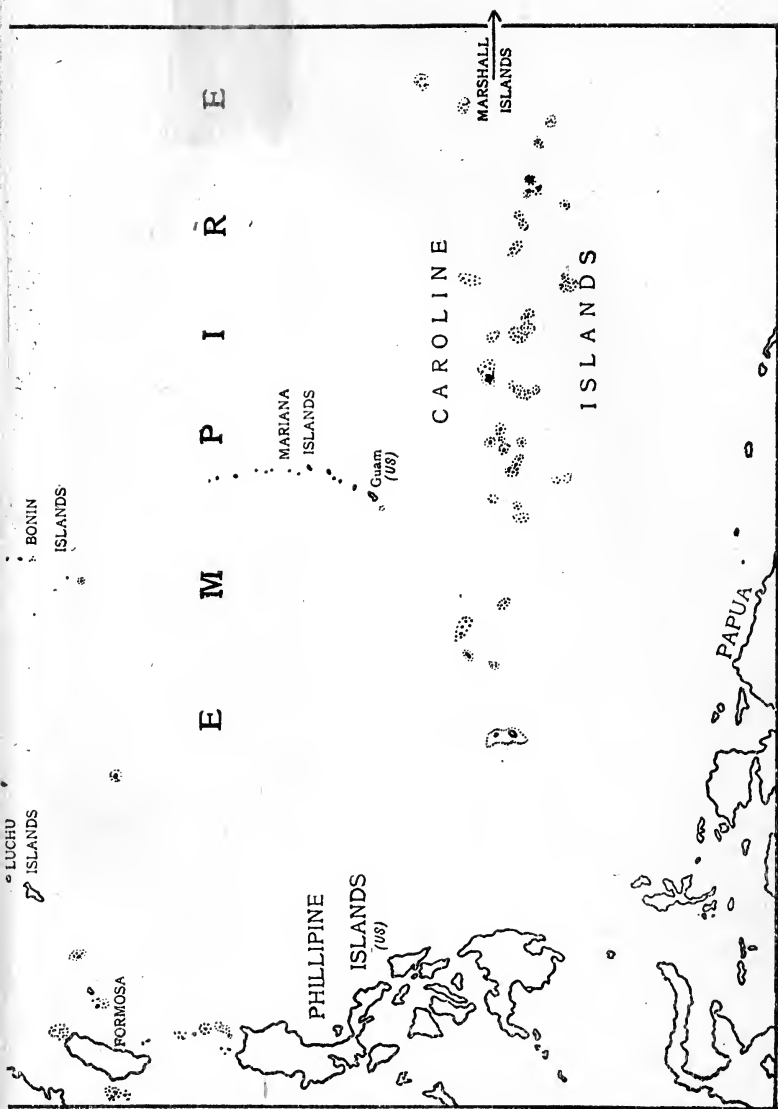 LUCHU
ISLANDS
BONIN
ISLANDS
FORMOSA
E M P I R E
MARIANA
ISLANDS
Guam
(US)
PHILLIPINE
ISLANDS
(US)
CAROLINE
ISLANDS
MARSHALL
ISLANDS
PAPUA